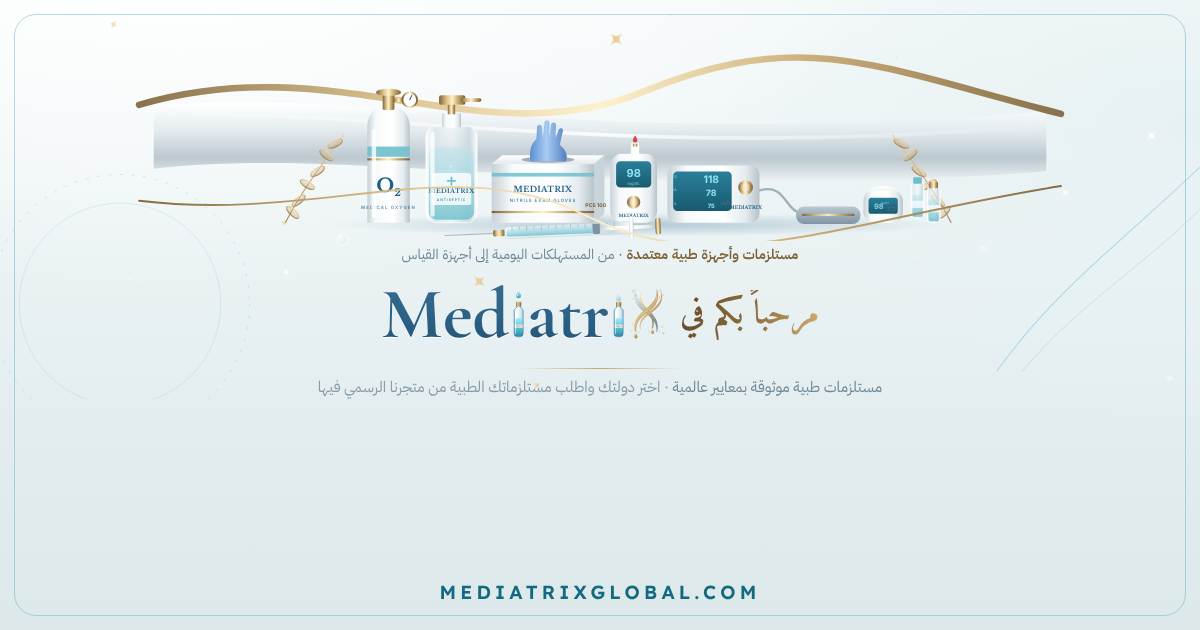 O2
MEDICAL OXYGEN
MEDIATRIX
ANTISEPTIC
MEDIATRIX
NITRILE EXAM GLOVES
PCS 100
98
mg/dL
MEDIATRIX
118
78
75
MEDIATRIX
98
مستلزمات وأجهزة طبية معتمدة · من المستهلكات اليومية إلى أجهزة القياس
مرحباً بكم في Mediatrix
مستلزمات طبية موثوقة بمعايير عالمية · اختر دولتك واطلب مستلزماتك الطبية من متجرنا الرسمي فيها
MEDIATRIXGLOBAL.COM